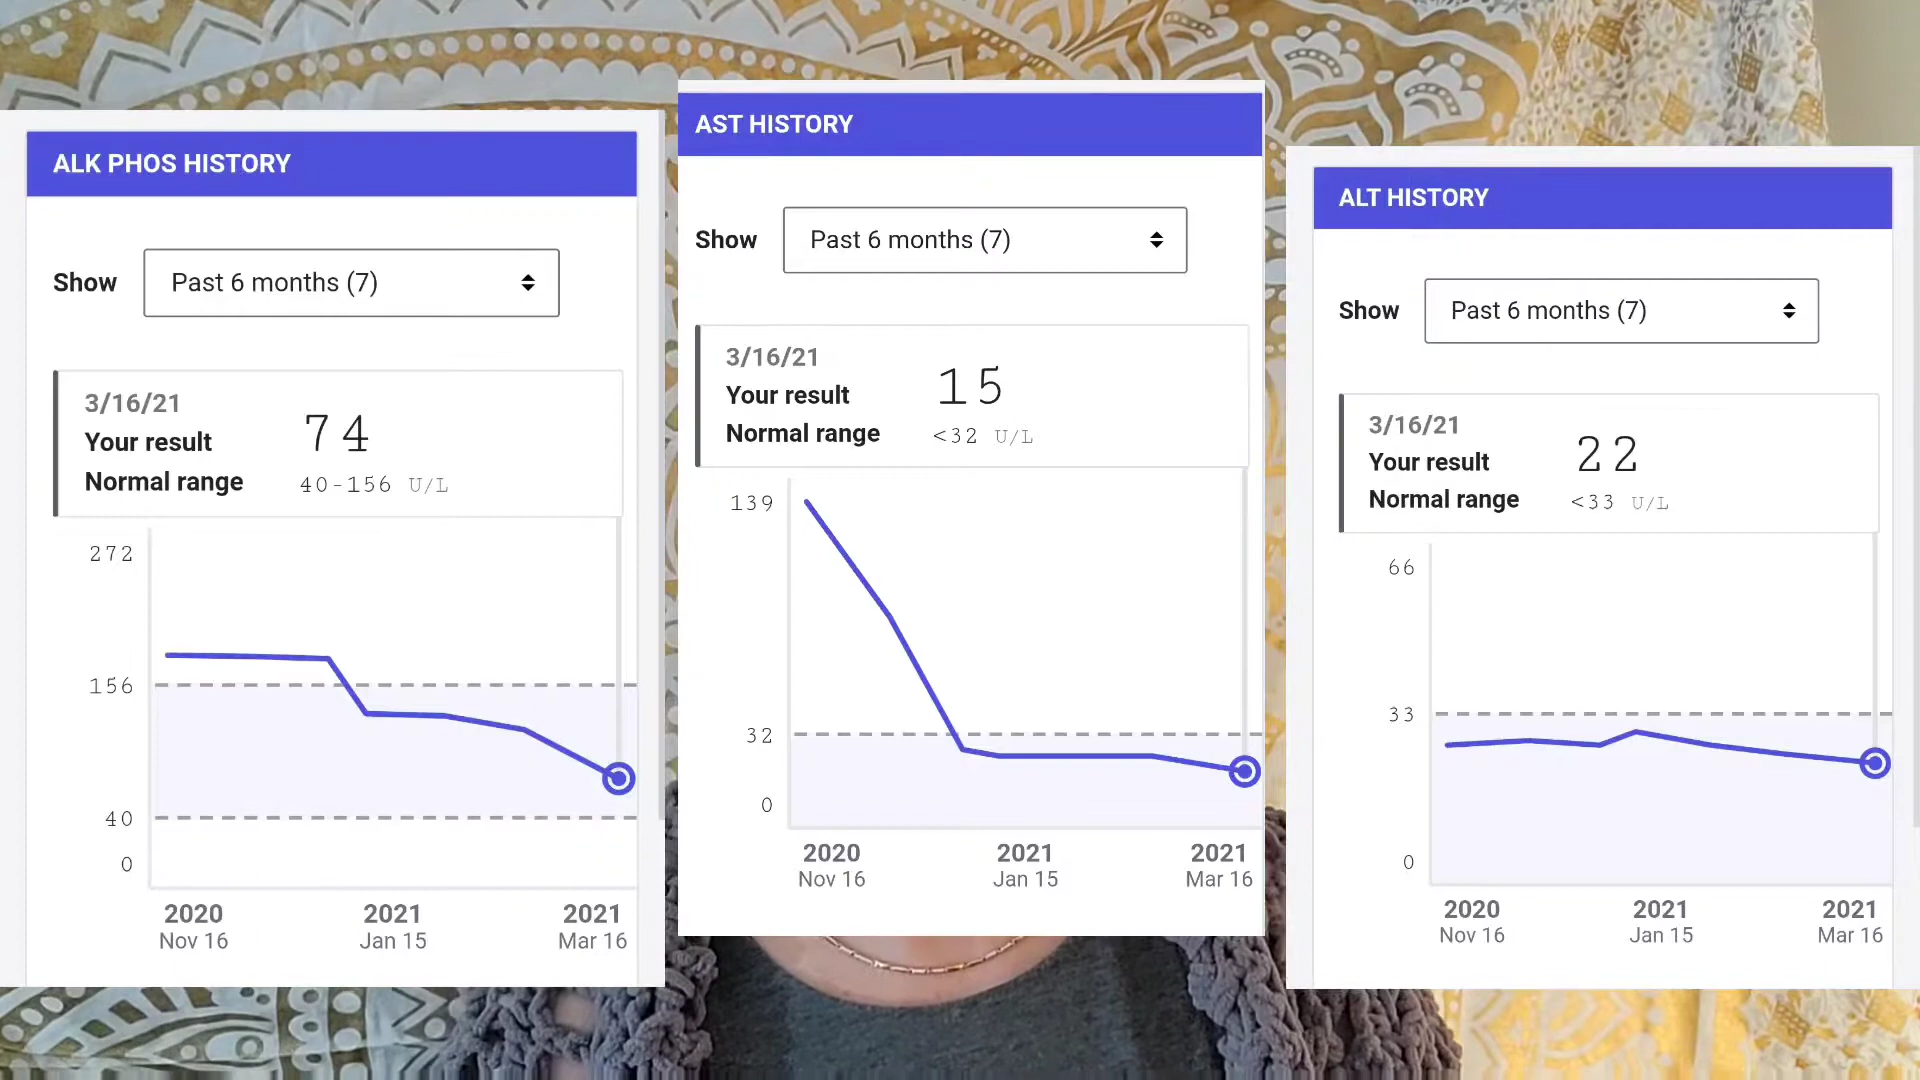 ALK PHOS HISTORY
Show
Past 6 months (7)
3/16/21
Your result
74
Normal range
40-156 U/L
272
156
40
0
2020
Nov 16
2021
Jan 15
2021
Mar 16
AST HISTORY
Show
Past 6 months (7)
3/16/21
Your result
15
Normal range
<32 U/L
139
32
0
2020
Nov 16
2021
Jan 15
2021
Mar 16
ALT HISTORY
Show
Past 6 months (7)
3/16/21
Your result
22
Normal range
<33 U/L
66
33
0
2020
Nov 16
2021
Jan 15
2021
Mar 16